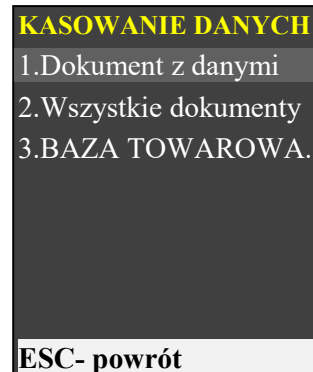 KASOWANIE DANYCH
1.Dokument z danymi
2.Wszystkie dokumenty
3.BAZA TOWAROWA.
ESC- powrót